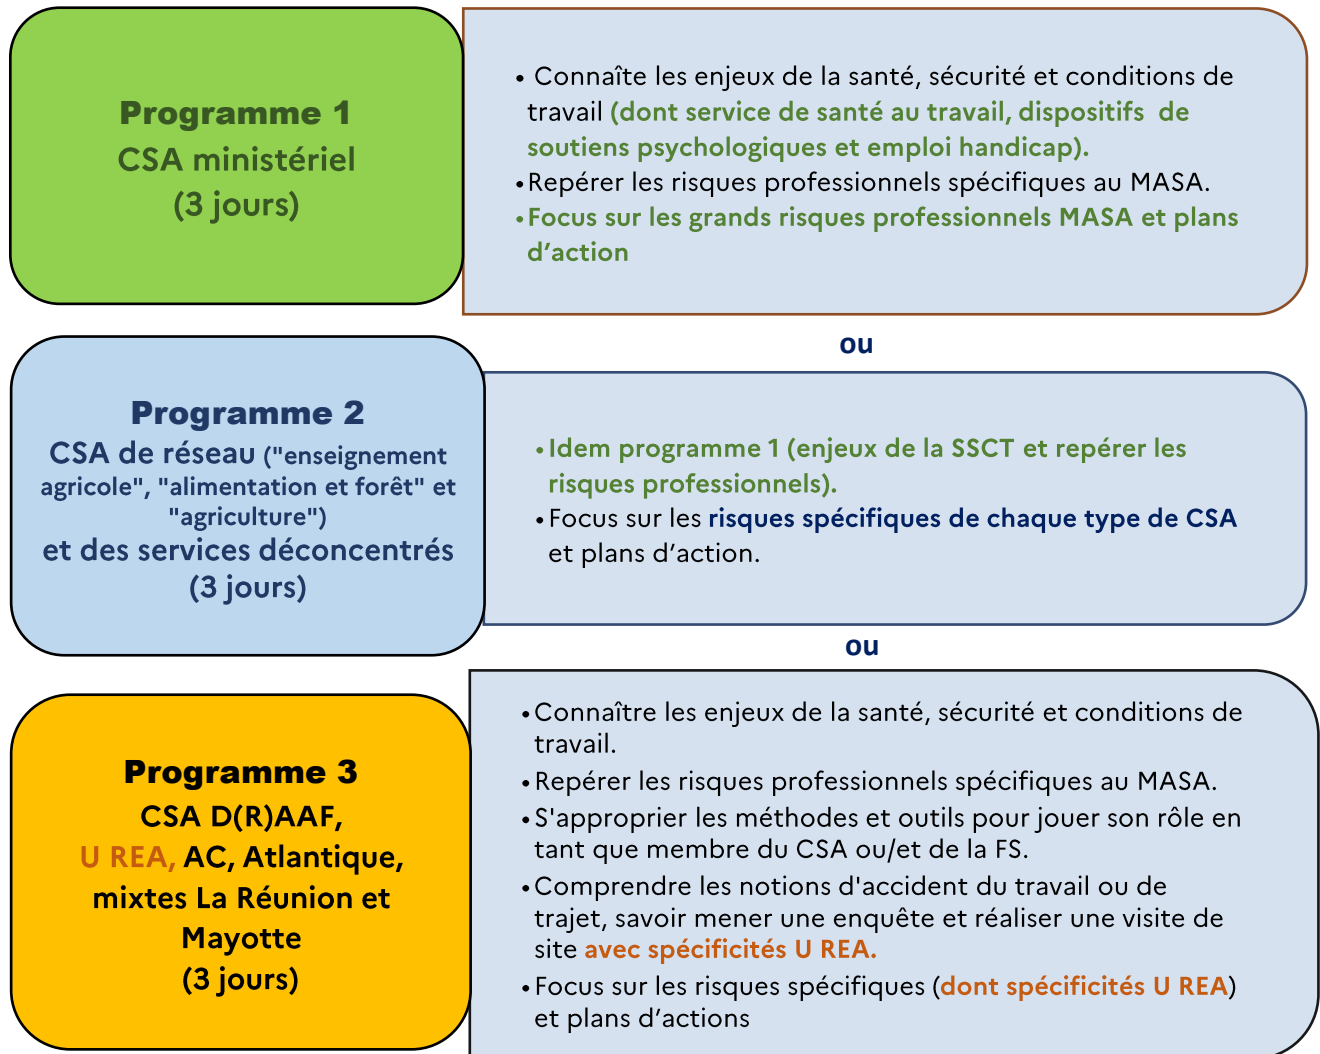 Programme 1
CSA ministériel
(3 jours)
• Connaîte les enjeux de la santé, sécurité et conditions de
travail (dont service de santé au travail, dispositifs de
soutiens psychologiques et emploi handicap).
• Repérer les risques professionnels spécifiques au MASA.
• Focus sur les grands risques professionnels MASA et plans
d’action
ou
Programme 2
CSA de réseau ("enseignement
agricole", "alimentation et forêt" et
"agriculture")
et des services déconcentrés
(3 jours)
• Idem programme 1 (enjeux de la SSCT et repérer les
risques professionnels).
• Focus sur les risques spécifiques de chaque type de CSA
et plans d’action.
ou
Programme 3
CSA D(R)AAF,
U REA, AC, Atlantique,
mixtes La Réunion et
Mayotte
(3 jours)
• Connaître les enjeux de la santé, sécurité et conditions de
travail.
• Repérer les risques professionnels spécifiques au MASA.
• S'approprier les méthodes et outils pour jouer son rôle en
tant que membre du CSA ou/et de la FS.
• Comprendre les notions d'accident du travail ou de
trajet, savoir mener une enquête et réaliser une visite de
site avec spécificités U REA.
• Focus sur les risques spécifiques (dont spécificités U REA)
et plans d’actions